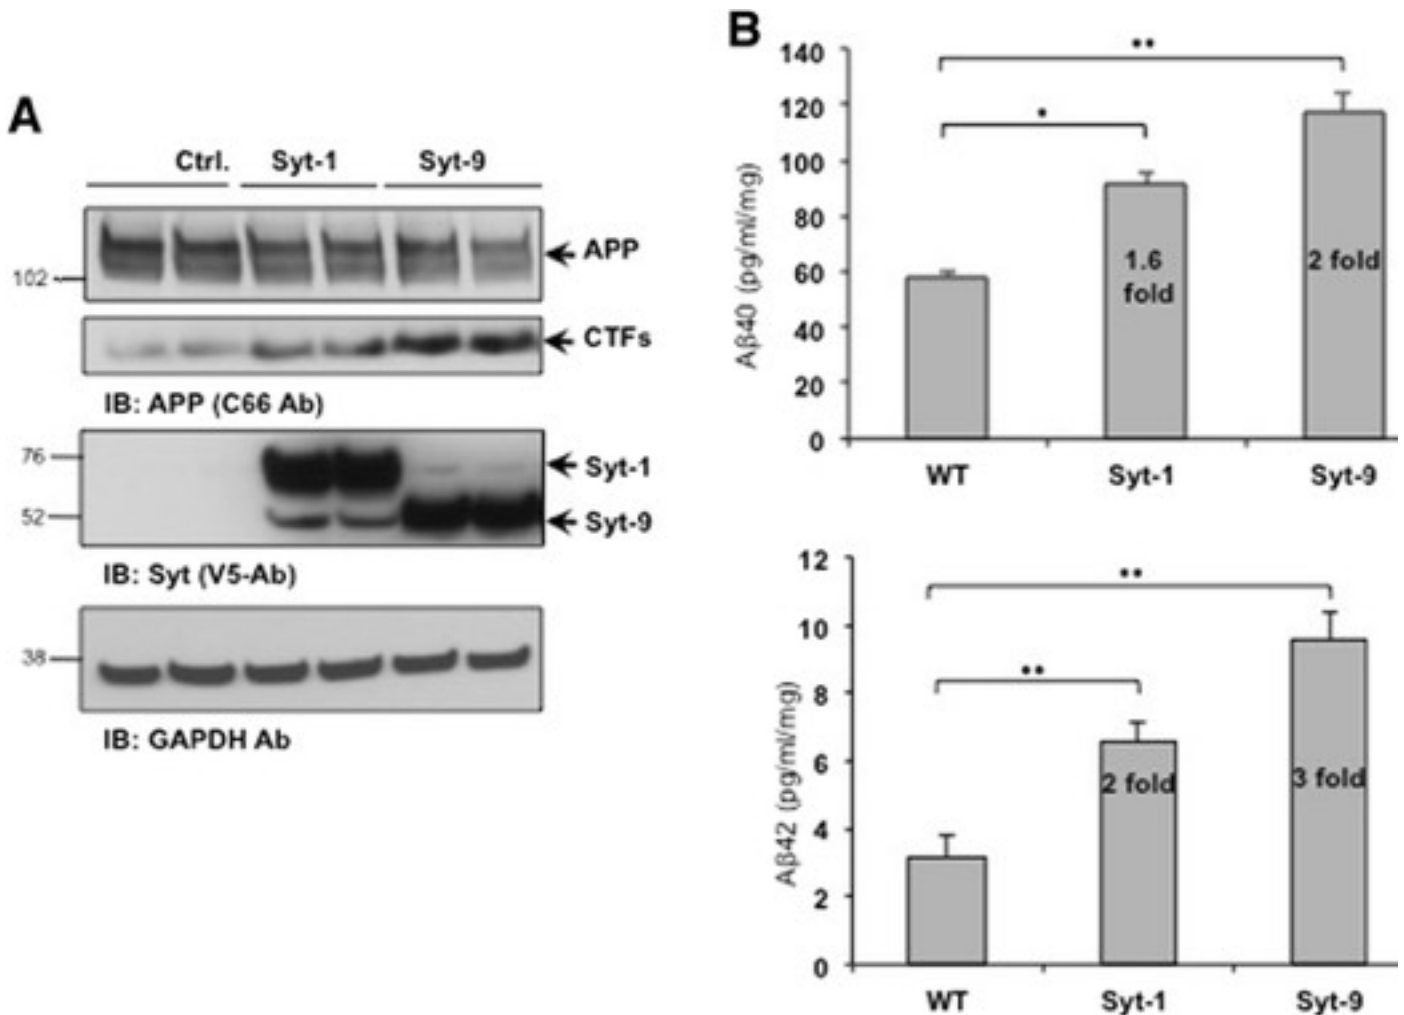 A
Ctrl. Syt-1 Syt-9
APP
102
CTFs
IB: APP (C66 Ab)
76
Syt-1
52
Syt-9
IB: Syt (V5-Ab)
38
IB: GAPDH Ab
B
140
120
100
80
60
40
20
0
Aβ40 (pg/ml/mg)
**
*
1.6
fold
2 fold
WT Syt-1 Syt-9
12
10
8
6
4
2
0
Aβ42 (pg/ml/mg)
**
**
2 fold
3 fold
WT Syt-1 Syt-9